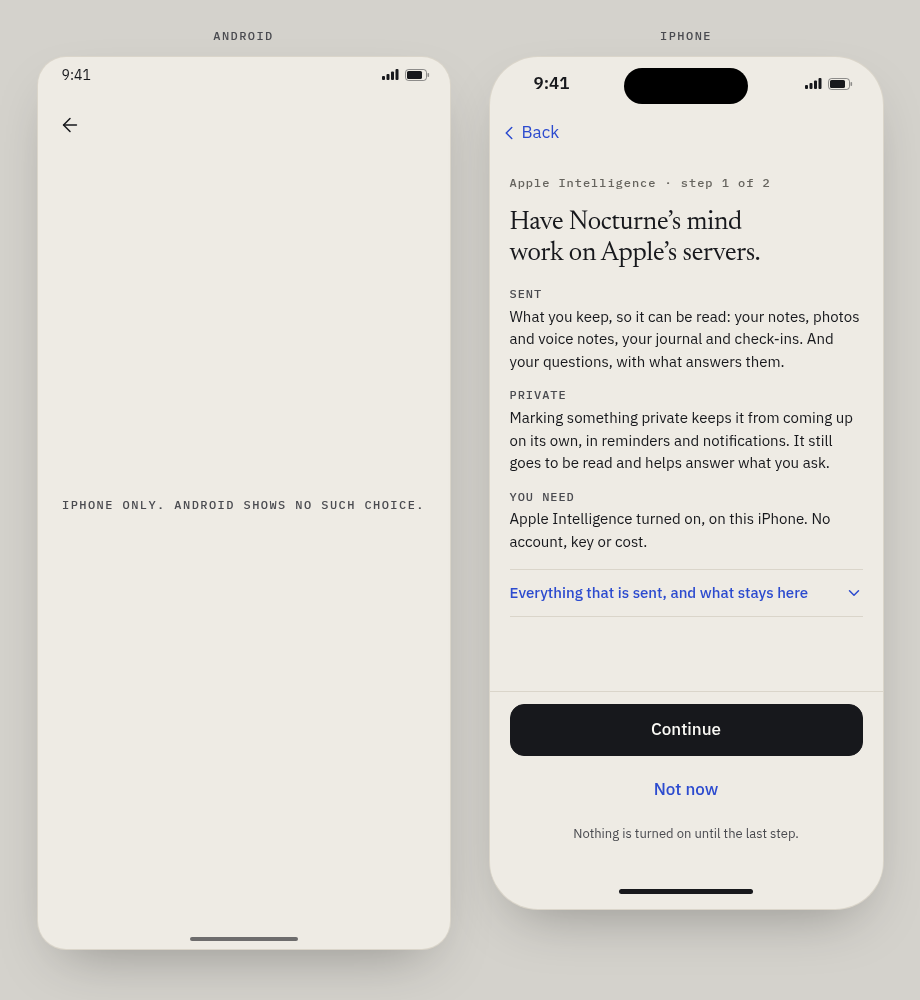 ANDROID
9:41
IPHONE ONLY. ANDROID SHOWS NO SUCH CHOICE.
IPHONE
9:41
Back
Apple Intelligence · step 1 of 2
Have Nocturne’s mind
work on Apple’s servers.
SENT
What you keep, so it can be read: your notes, photos
and voice notes, your journal and check-ins. And
your questions, with what answers them.
PRIVATE
Marking something private keeps it from coming up
on its own, in reminders and notifications. It still
goes to be read and helps answer what you ask.
YOU NEED
Apple Intelligence turned on, on this iPhone. No
account, key or cost.
Everything that is sent, and what stays here
Continue
Not now
Nothing is turned on until the last step.